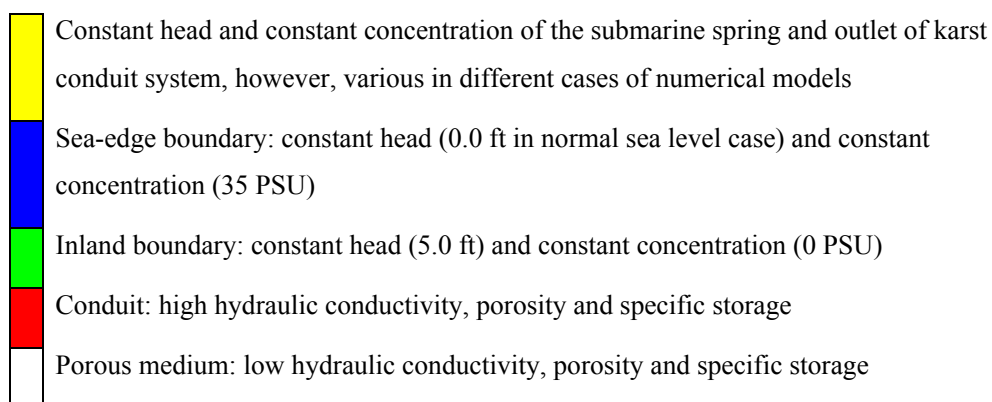 Constant head and constant concentration of the submarine spring and outlet of karst
conduit system, however, various in different cases of numerical models
Sea-edge boundary: constant head (0.0 ft in normal sea level case) and constant
concentration (35 PSU)
Inland boundary: constant head (5.0 ft) and constant concentration (0 PSU)
Conduit: high hydraulic conductivity, porosity and specific storage
Porous medium: low hydraulic conductivity, porosity and specific storage